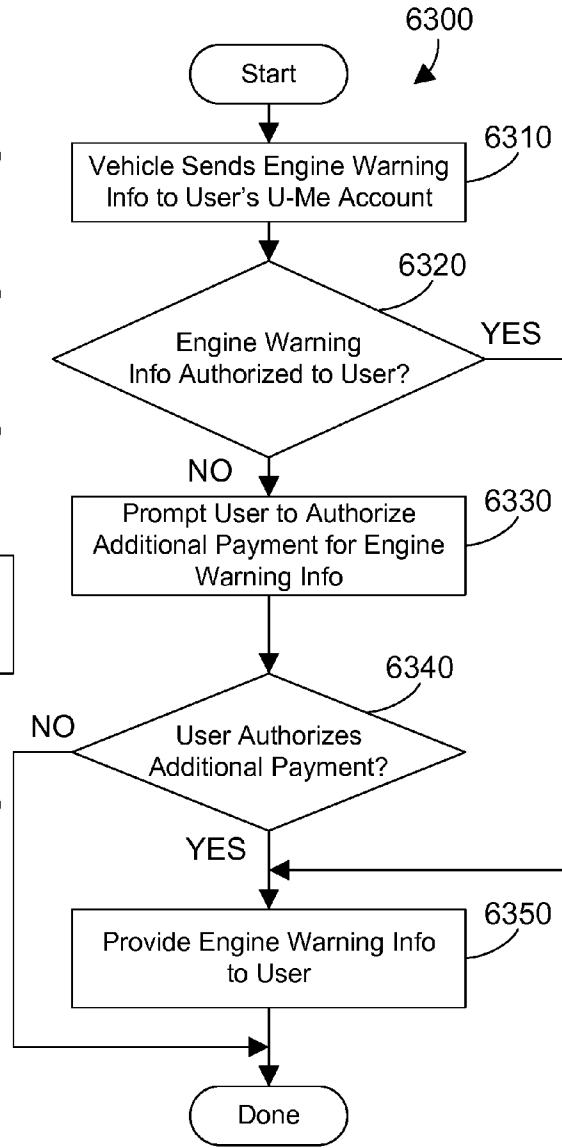 6300
Start
6310
Vehicle Sends Engine Warning
Info to User's U-Me Account
6320
Engine Warning
Info Authorized to User?
YES
NO
6330
Prompt User to Authorize
Additional Payment for Engine
Warning Info
6340
NO
User Authorizes
Additional Payment?
YES
6350
Provide Engine Warning Info
to User
Done